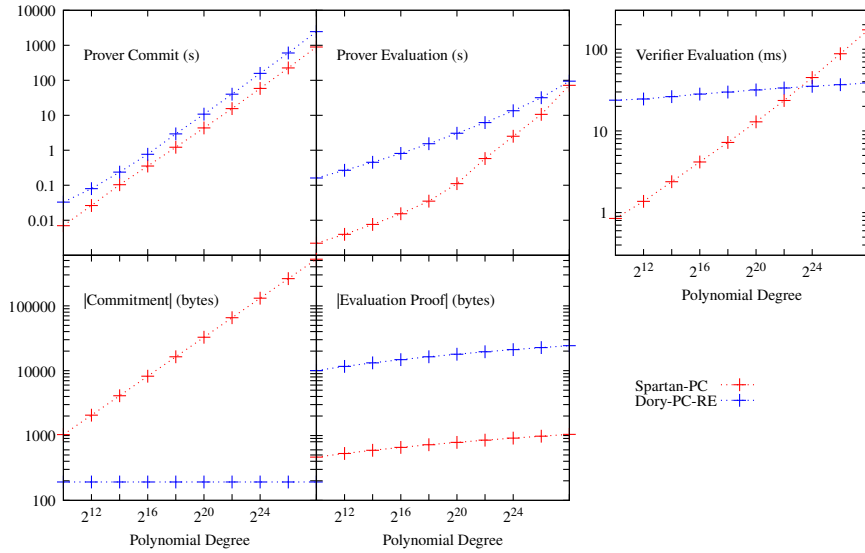 Prover Commit (s)
10000
1000
100
10
1
0.1
0.01
Prover Evaluation (s)
Verifier Evaluation (ms)
100
10
1
2^12 2^16 2^20 2^24
Polynomial Degree
|Commitment| (bytes)
100000
10000
1000
100
2^12 2^16 2^20 2^24
Polynomial Degree
|Evaluation Proof| (bytes)
2^12 2^16 2^20 2^24
Polynomial Degree
Spartan-PC
Dory-PC-RE